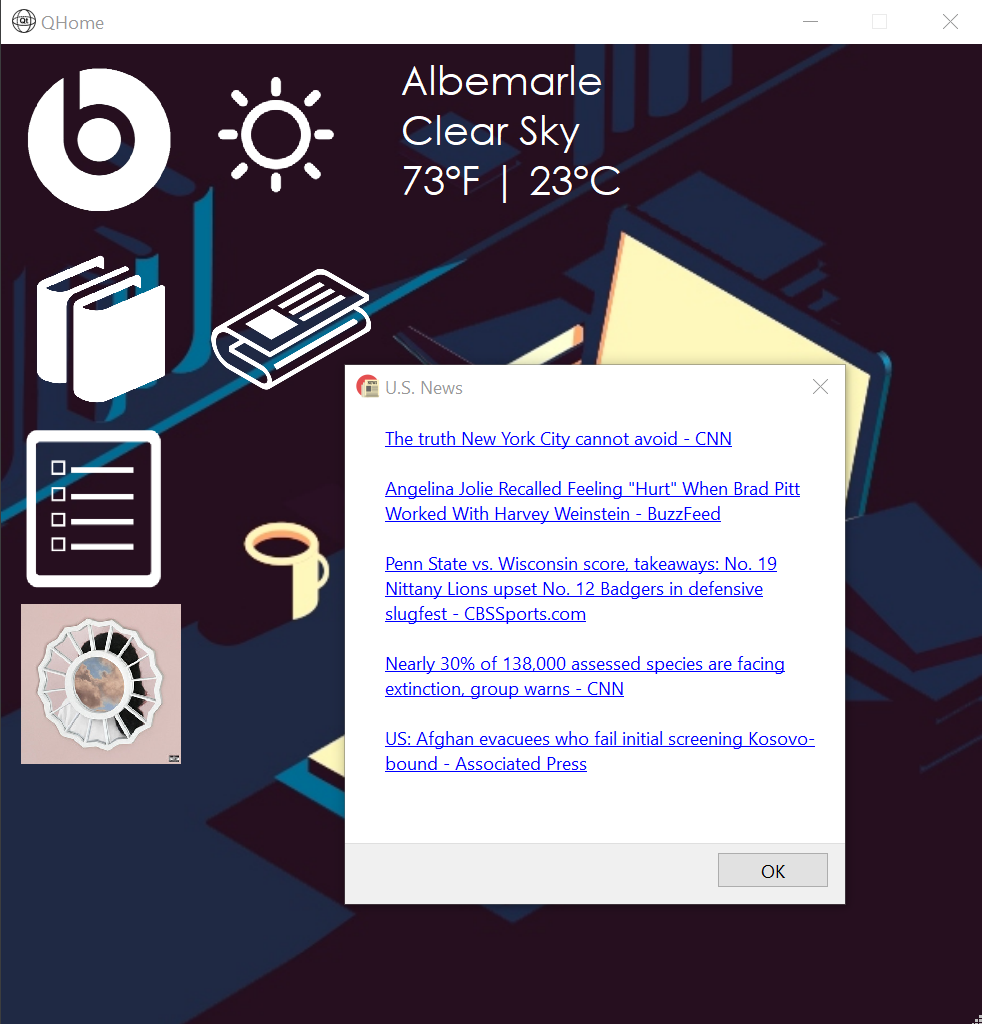 QHome
Albemarle
Clear Sky
73°F | 23°C
U.S. News
The truth New York City cannot avoid - CNN
Angelina Jolie Recalled Feeling "Hurt" When Brad Pitt
Worked With Harvey Weinstein - BuzzFeed
Penn State vs. Wisconsin score, takeaways: No. 19
Nittany Lions upset No. 12 Badgers in defensive
slugfest - CBSSports.com
Nearly 30% of 138,000 assessed species are facing
extinction, group warns - CNN
US: Afghan evacuees who fail initial screening Kosovo-
bound - Associated Press
OK